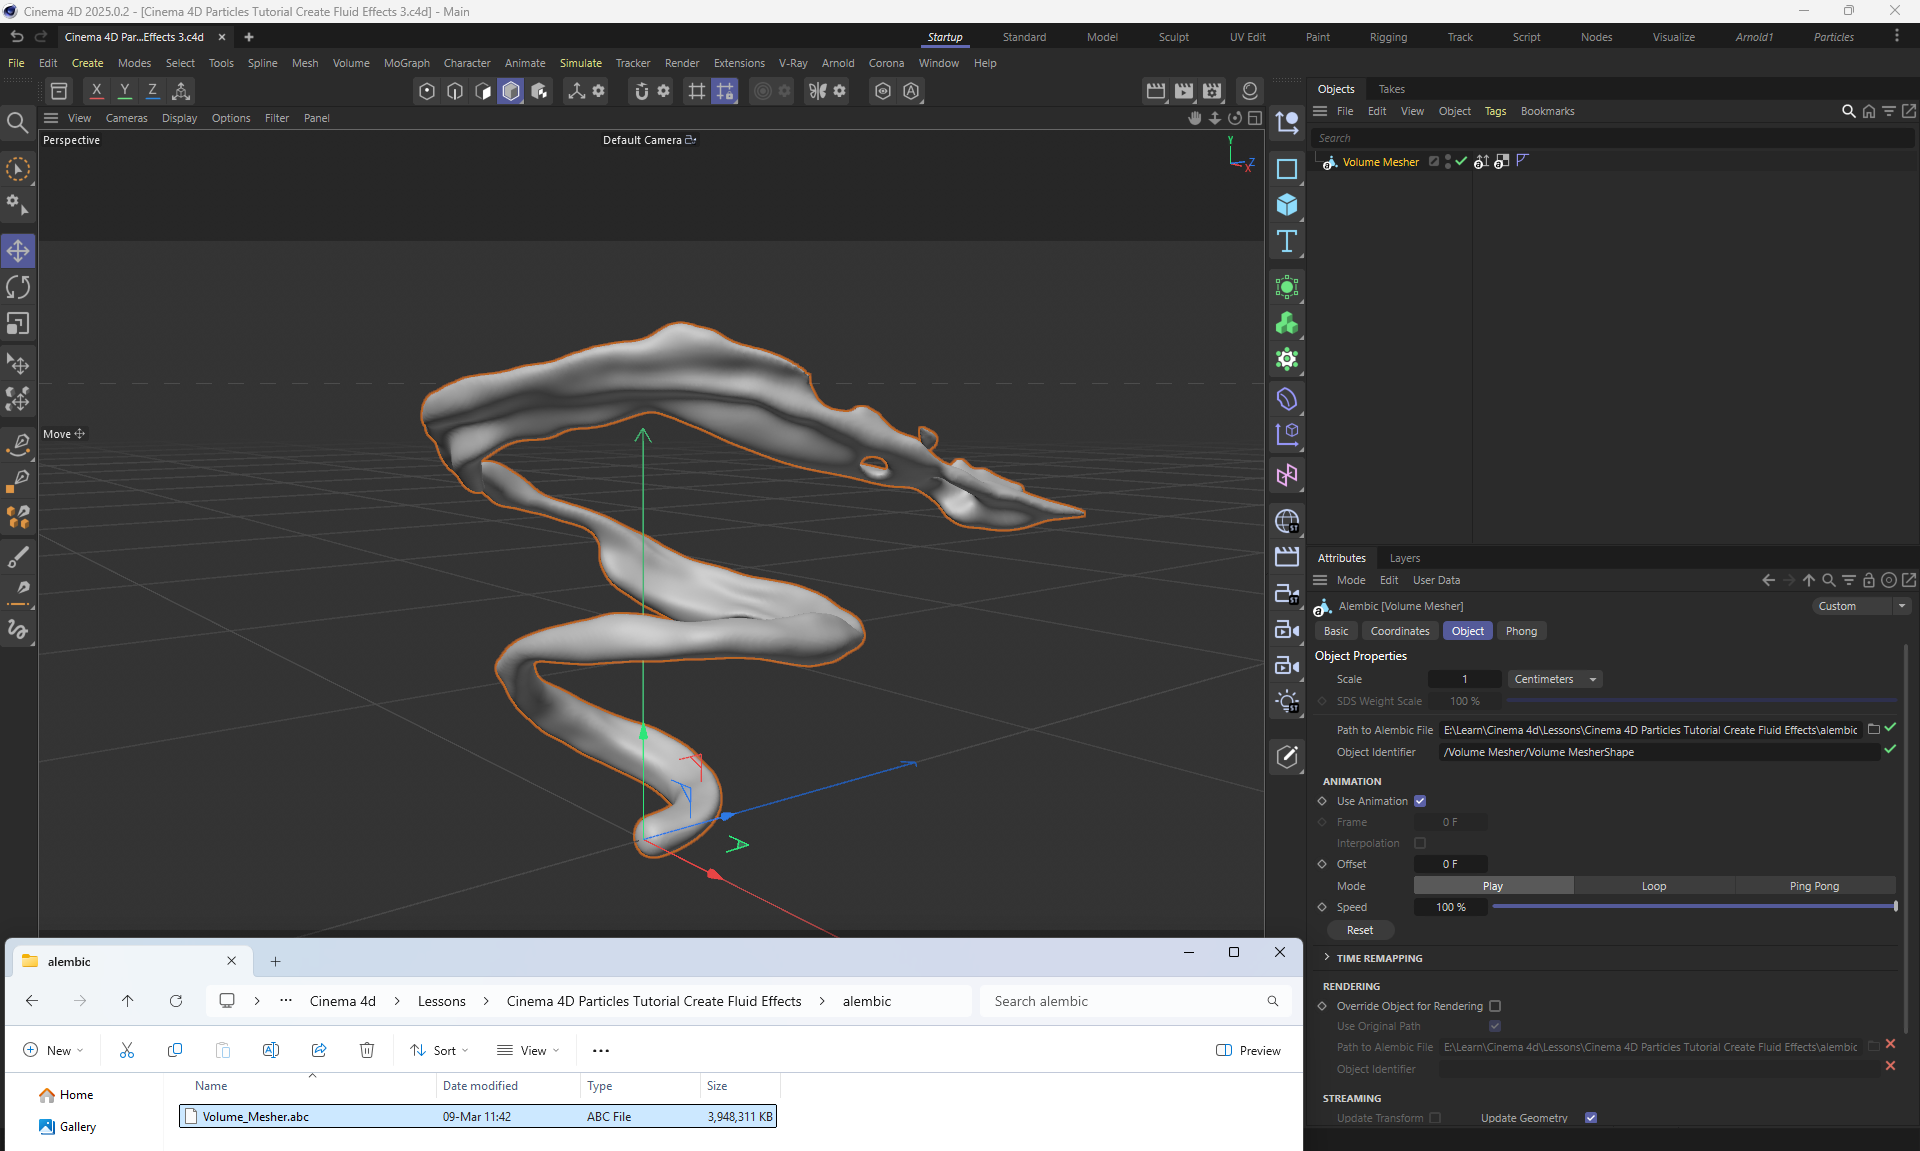 Cinema 4D 2025.0.2 - [Cinema 4D Particles Tutorial Create Fluid Effects 3.c4d] - Main
Cinema 4D Par...Effects 3.c4d
Startup Standard Model Sculpt UV Edit Paint Rigging Track Script Nodes Visualize Arnold1 Particles
File Edit Create Modes Select Tools Spline Mesh Volume MoGraph Character Animate Simulate Tracker Render Extensions V-Ray Arnold Corona Window Help
X Y Z
View Cameras Display Options Filter Panel
Perspective
Default Camera
Y
Z
X
Move
Objects Takes
File Edit View Object Tags Bookmarks
Search
Volume Mesher
Attributes Layers
Mode Edit User Data
Alembic [Volume Mesher]
Custom
Basic Coordinates Object Phong
Object Properties
Scale 1 Centimeters
SDS Weight Scale 100 %
Path to Alembic File E:\Learn\Cinema 4d\Lessons\Cinema 4D Particles Tutorial Create Fluid Effects\alembic
Object Identifier /Volume Mesher/Volume MesherShape
ANIMATION
Use Animation
Frame 0 F
Interpolation
Offset 0 F
Mode Play Loop Ping Pong
Speed 100 %
Reset
TIME REMAPPING
RENDERING
Override Object for Rendering
Use Original Path
Path to Alembic File E:\Learn\Cinema 4d\Lessons\Cinema 4D Particles Tutorial Create Fluid Effects\alembic
Object Identifier
STREAMING
Update Transform Update Geometry
alembic
Cinema 4d > Lessons > Cinema 4D Particles Tutorial Create Fluid Effects > alembic
Search alembic
New Sort View Preview
Name Date modified Type Size
Home
Gallery
Volume_Mesher.abc 09-Mar 11:42 ABC File 3,948,311 KB